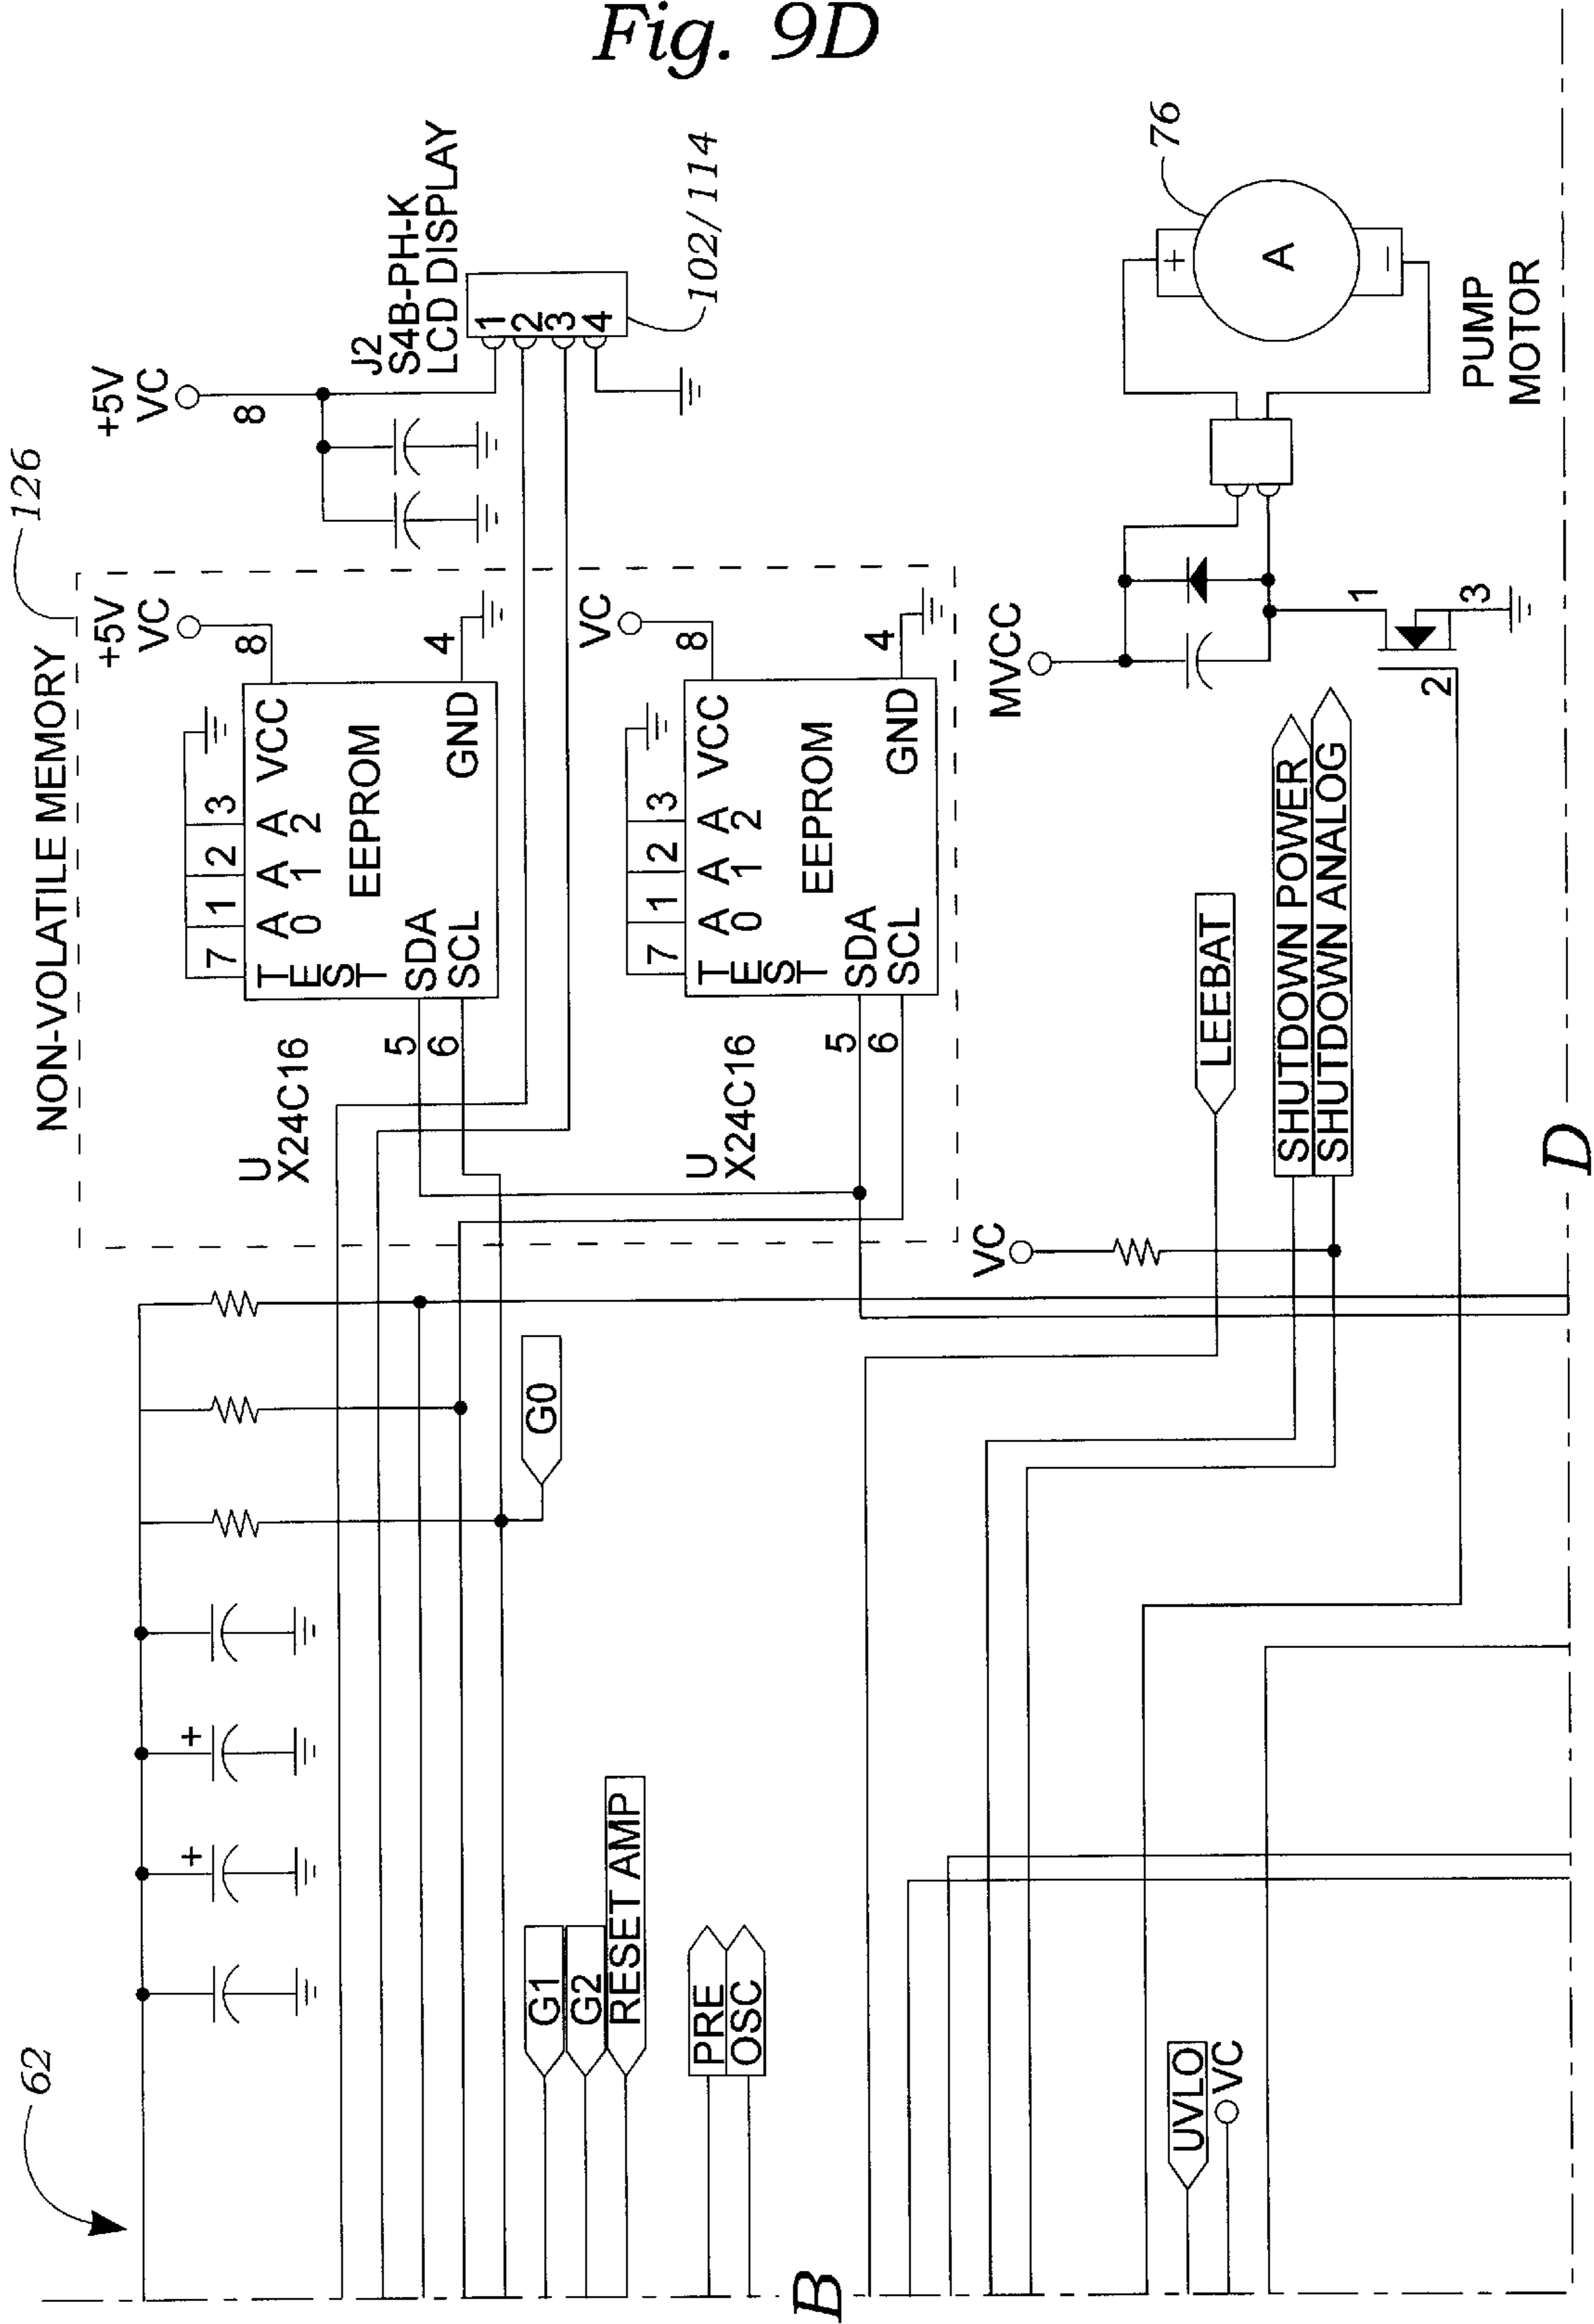 Fig. 9D
62
NON-VOLATILE MEMORY
126
+5V
VC
8
7 1 2 3
T E S T
A0 A1 A2 VCC
EEPROM
SDA
SCL
GND
4
5
6
U
X24C16
VC
8
7 1 2 3
T E S T
A0 A1 A2 VCC
EEPROM
SDA
SCL
GND
4
5
6
U
X24C16
+5V
VC
8
J2
S4B-PH-K
LCD DISPLAY
1
2
3
4
102/114
+
+
G0
G1
G2
RESET AMP
PRE
OSC
B
UVLO
VC
VC
LEEBAT
SHUTDOWN POWER
SHUTDOWN ANALOG
MVCC
1
2
3
+
A
−
76
PUMP
MOTOR
D